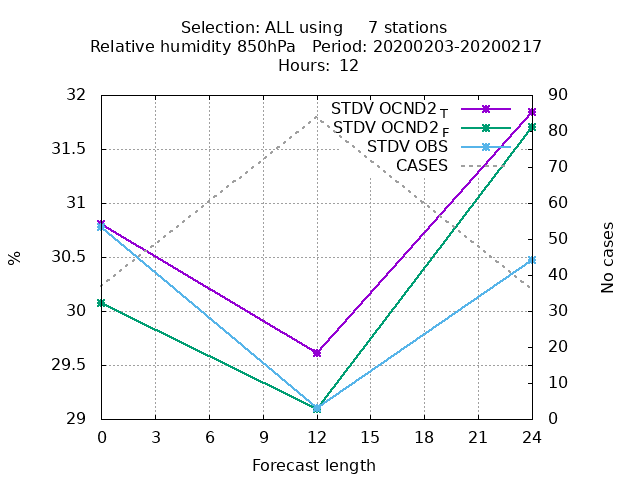 Selection: ALL using     7 stations
Relative humidity 850hPa   Period: 20200203-20200217
Hours: 12
STDV OCND2 T
STDV OCND2 F
STDV OBS
CASES
32
31.5
31
30.5
30
29.5
29
%
90
80
70
60
50
40
30
20
10
0
No cases
0 3 6 9 12 15 18 21 24
Forecast length